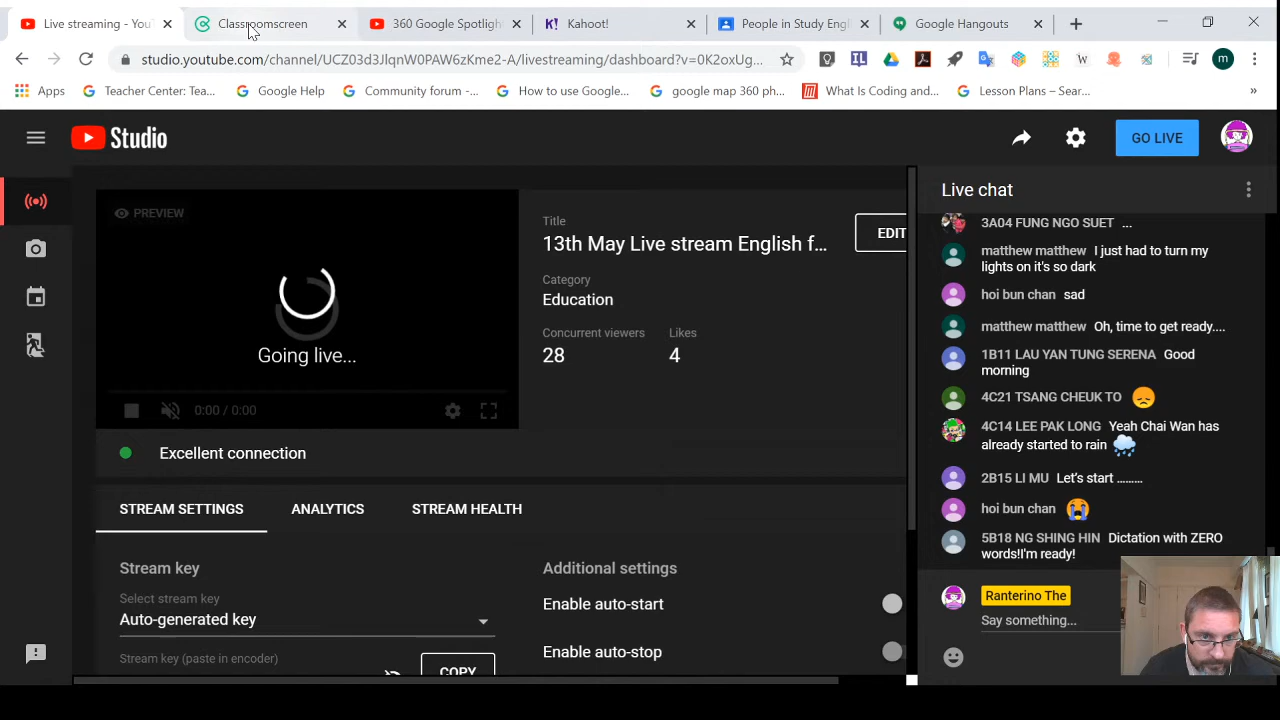 Live streaming - You
Classroomscreen
360 Google Spotligh
K! Kahoot!
People in Study Engl
Google Hangouts
studio.youtube.com/channel/UCZ03d3JlqnW0PAW6zKme2-A/livestreaming/dashboard?v=0K2oxUg...
m
Apps
Teacher Center: Tea...
Google Help
Community forum -...
How to use Google...
google map 360 ph...
What Is Coding and...
Lesson Plans – Sear...
»
Studio
GO LIVE
PREVIEW
Going live...
0:00 / 0:00
Excellent connection
Title
13th May Live stream English f...
EDIT
Category
Education
Concurrent viewers
Likes
28
4
STREAM SETTINGS
ANALYTICS
STREAM HEALTH
Stream key
Select stream key
Auto-generated key
Stream key (paste in encoder)
COPY
Additional settings
Enable auto-start
Enable auto-stop
Live chat
3A04 FUNG NGO SUET ...
matthew matthew I just had to turn my
lights on it's so dark
hoi bun chan sad
matthew matthew Oh, time to get ready....
1B11 LAU YAN TUNG SERENA Good
morning
4C21 TSANG CHEUK TO 😞
4C14 LEE PAK LONG Yeah Chai Wan has
already started to rain 🌧️
2B15 LI MU Let's start .........
hoi bun chan 😭
5B18 NG SHING HIN Dictation with ZERO
words!I'm ready!
Ranterino The
Say something...